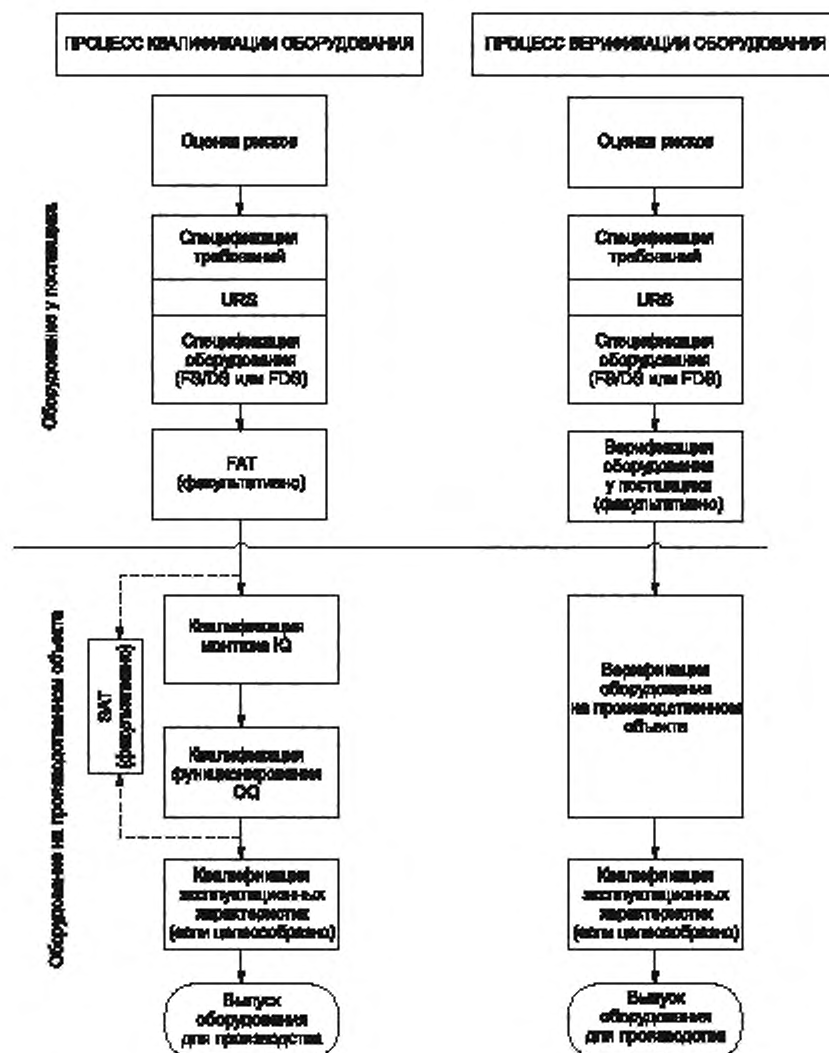 ПРОЦЕСС КВАЛИФИКАЦИИ ОБОРУДОВАНИЯ
ПРОЦЕСС ВЕРИФИКАЦИИ ОБОРУДОВАНИЯ
Оборудование у поставщика
Оценка рисков
Спецификация
требований
URS
Спецификация
оборудования
(FS/DS или FDS)
FAT
(факультативно)
Оценка рисков
Спецификация
требований
URS
Спецификация
оборудования
(FS/DS или FDS)
Верификация
оборудования
у поставщика
(факультативно)
Оборудование на производственном объекте
SAT
(факультативно)
Квалификация
монтажа IQ
Квалификация
функционирования
OQ
Квалификация
эксплуатационных
характеристик
(если целесообразно)
Выпуск
оборудования
для производства
Верификация
оборудования
на производственном
объекте
Квалификация
эксплуатационных
характеристик
(если целесообразно)
Выпуск
оборудования
для производства